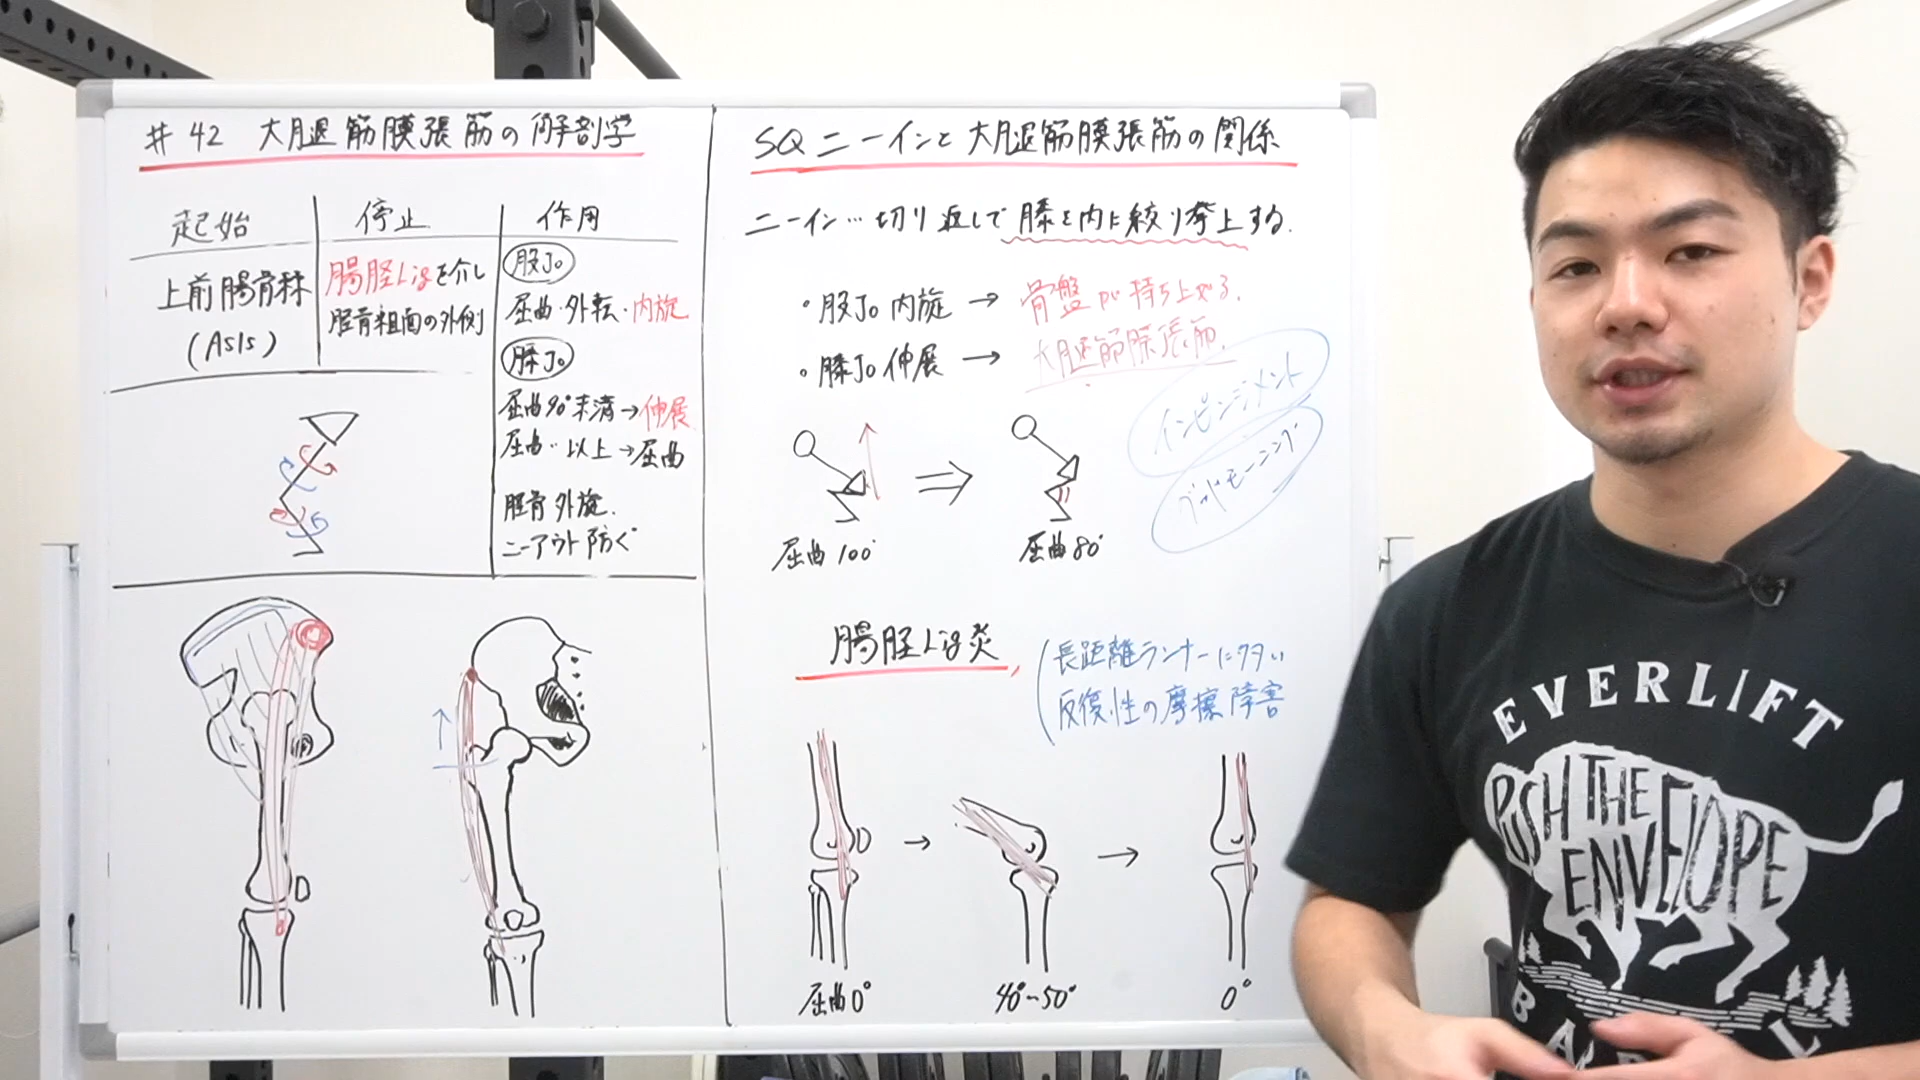 # 42 大腿筋膜張筋の解剖学
起始
停止
作用
上前腸骨棘
(ASIS)
腸脛Ligを介し
脛骨粗面の外側
股Jo
屈曲・外転・内旋
膝Jo
屈曲90°未満→伸展
屈曲〃以上→屈曲
脛骨外旋.
ニーアウト防ぐ
SQ ニーインと大腿筋膜張筋の関係
ニーイン…切り返しで膝を内に絞り挙上する.
・股Jo 内旋 → 骨盤が持ち上がる.
・膝Jo 伸展 → 大腿筋膜張筋.
インピンジメント
グッドモーニング
屈曲100°
屈曲80°
腸脛Lig炎
長距離ランナーに多い
反復性の摩擦障害
屈曲0°
40°~50°
0°
EVERLIFT
PUSH THE
ENVELOPE